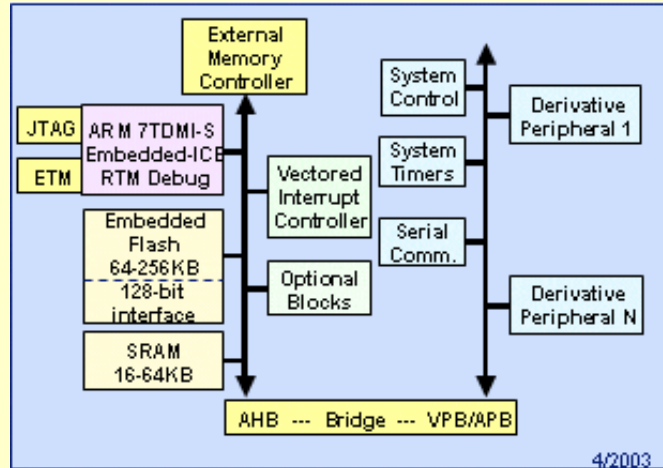 External
Memory
Controller
JTAG
ETM
ARM 7TDMI-S
Embedded-ICE
RTM Debug
Vectored
Interrupt
Controller
Embedded
Flash
64-256KB
128-bit
interface
Optional
Blocks
SRAM
16-64KB
System
Control
Derivative
Peripheral 1
System
Timers
Serial
Comm.
Derivative
Peripheral N
AHB --- Bridge --- VPB/APB
4/2003